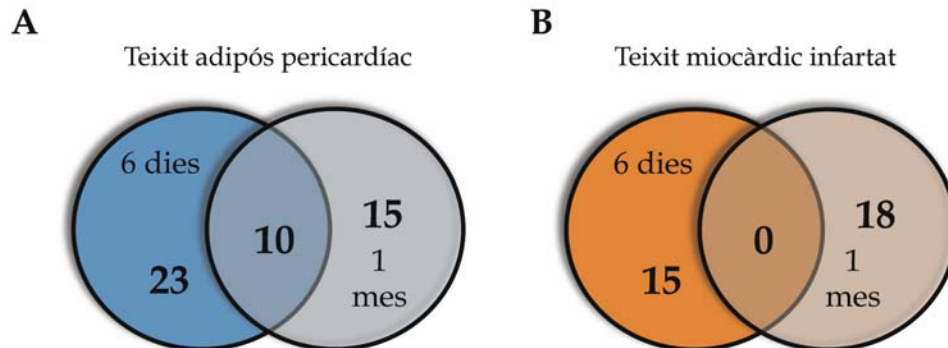 A
Teixit adipós pericardíac
6 dies
23
10
15
1
mes
B
Teixit miocàrdic infartat
6 dies
15
0
18
1
mes